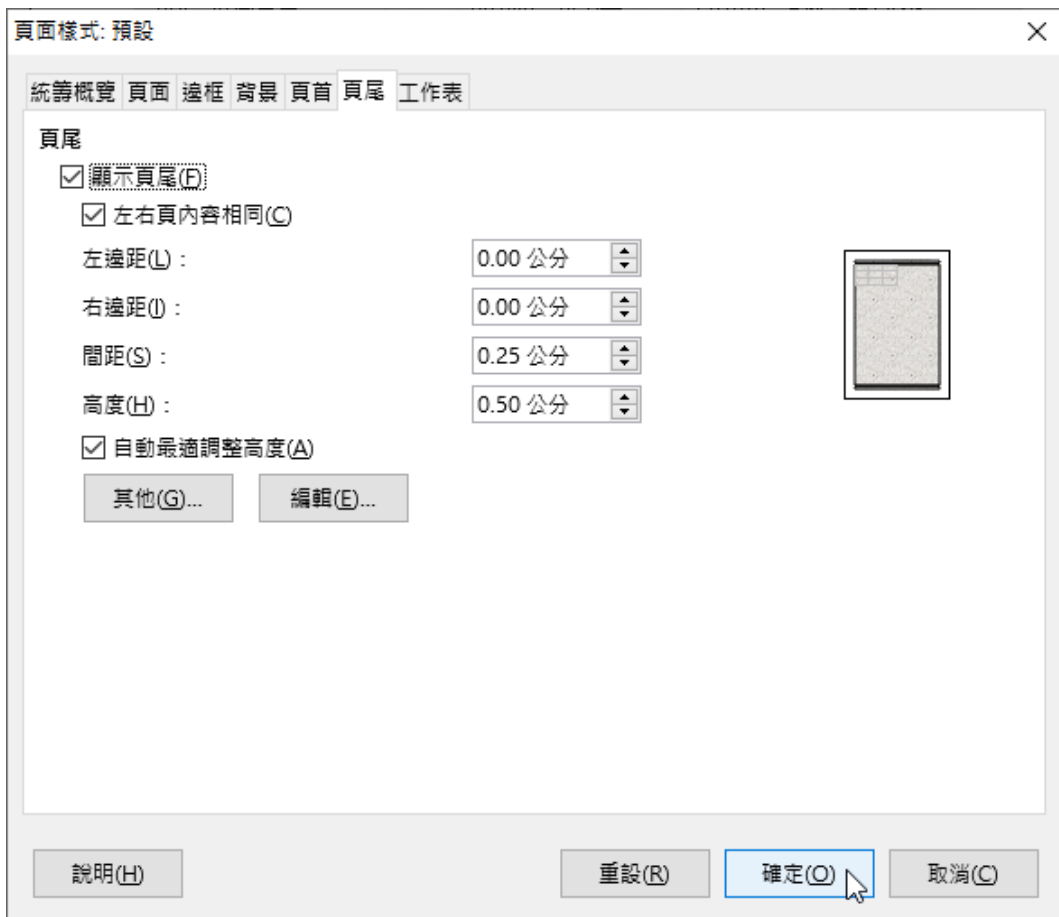 頁面樣式: 預設
統籌概覽 頁面 邊框 背景 頁首 頁尾 工作表
頁尾
顯示頁尾(F)
左右頁內容相同(C)
左邊距(L)： 0.00 公分
右邊距(I)： 0.00 公分
間距(S)： 0.25 公分
高度(H)： 0.50 公分
自動最適調整高度(A)
其他(G)... 編輯(E)...
說明(H) 重設(R) 確定(O) 取消(C)